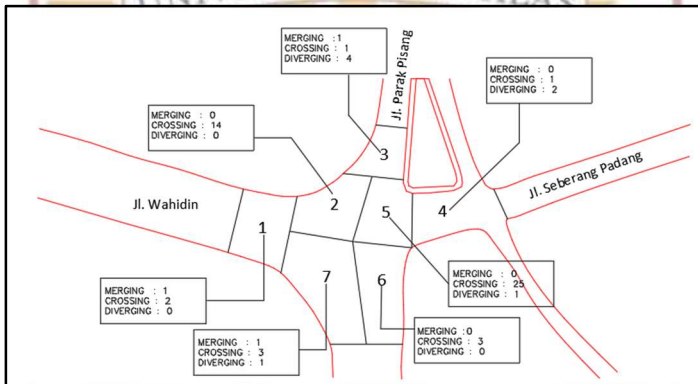 MERGING : 1
CROSSING : 1
DIVERGING : 4
Jl. Parak Pisang
MERGING : 0
CROSSING : 1
DIVERGING : 2
MERGING : 0
CROSSING : 14
DIVERGING : 0
3
Jl. Seberang Padang
Jl. Wahidin
1
2
5
4
7
6
MERGING : 0
CROSSING : 25
DIVERGING : 1
MERGING : 1
CROSSING : 2
DIVERGING : 0
MERGING :0
CROSSING : 3
DIVERGING : 0
MERGING : 1
CROSSING : 3
DIVERGING : 1